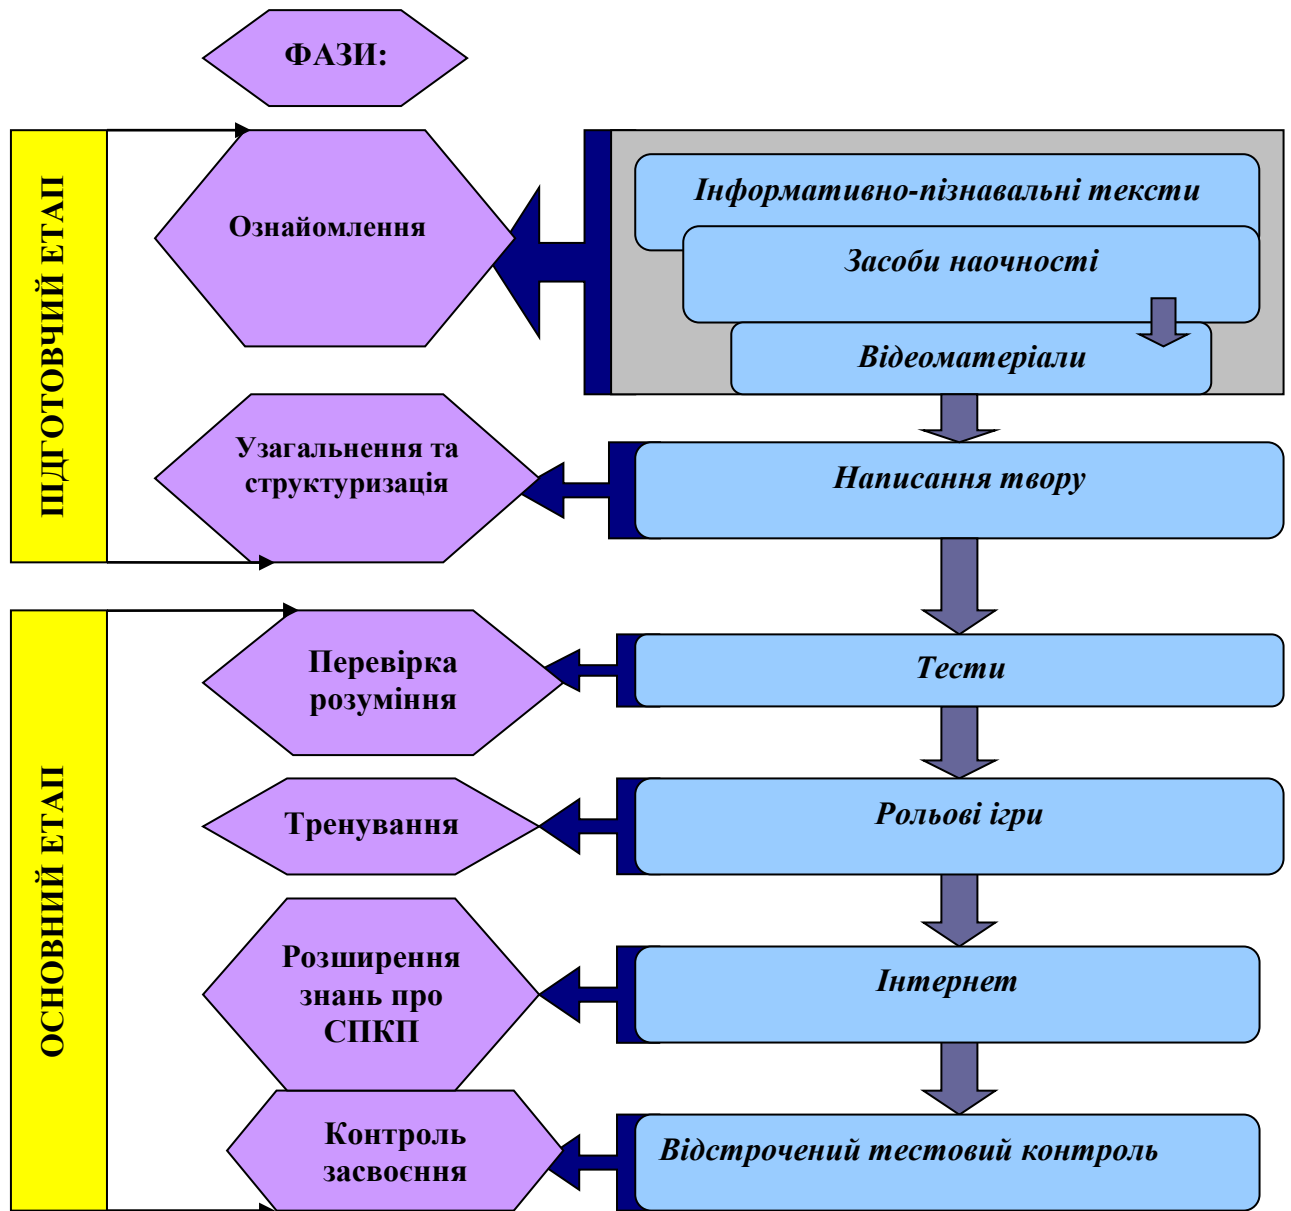 ФАЗИ:
ПІДГОТОВЧИЙ ЕТАП
Ознайомлення
Інформативно-пізнавальні тексти
Засоби наочності
Відеоматеріали
Узагальнення та
структуризація
Написання твору
ОСНОВНИЙ ЕТАП
Перевірка
розуміння
Тести
Тренування
Рольові ігри
Розширення
знань про
СПКП
Інтернет
Контроль
засвоєння
Відстрочений тестовий контроль